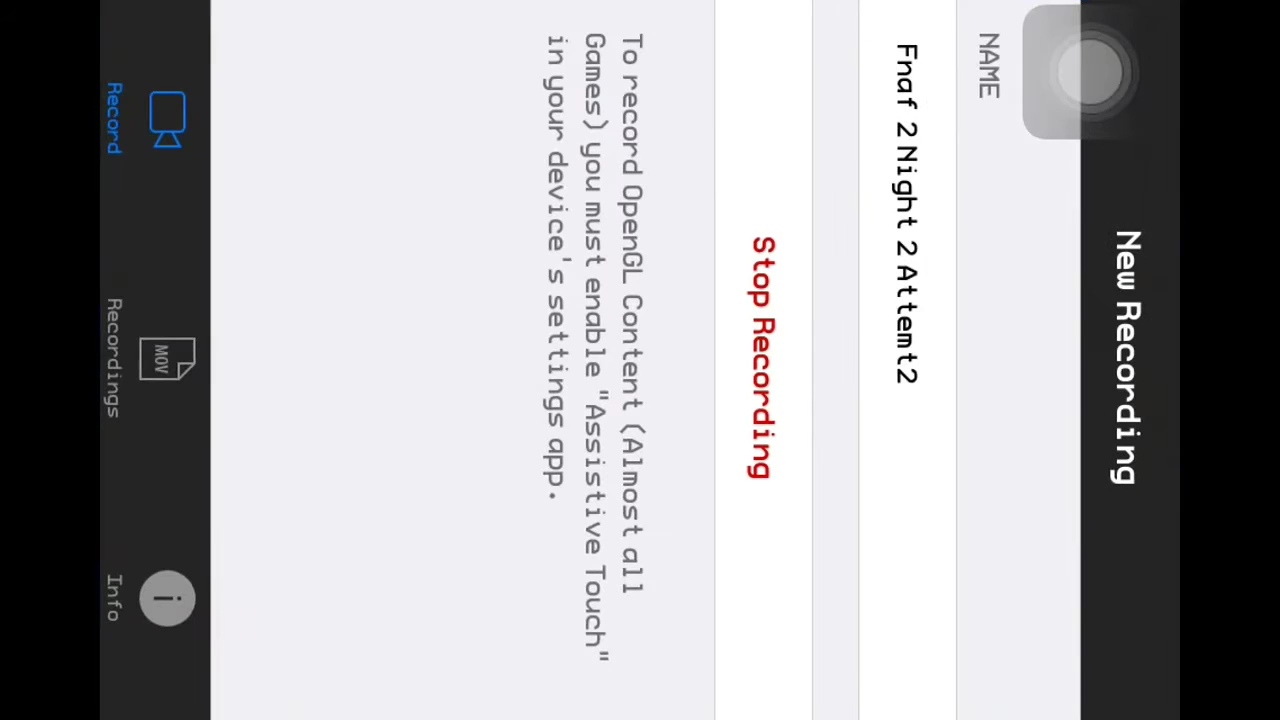 New Recording
NAME
Fnaf 2 Night 2 Attemt2
Stop Recording
To record OpenGL Content (Almost all
Games) you must enable "Assistive Touch"
in your device's settings app.
MOV
Record
Recordings
Info